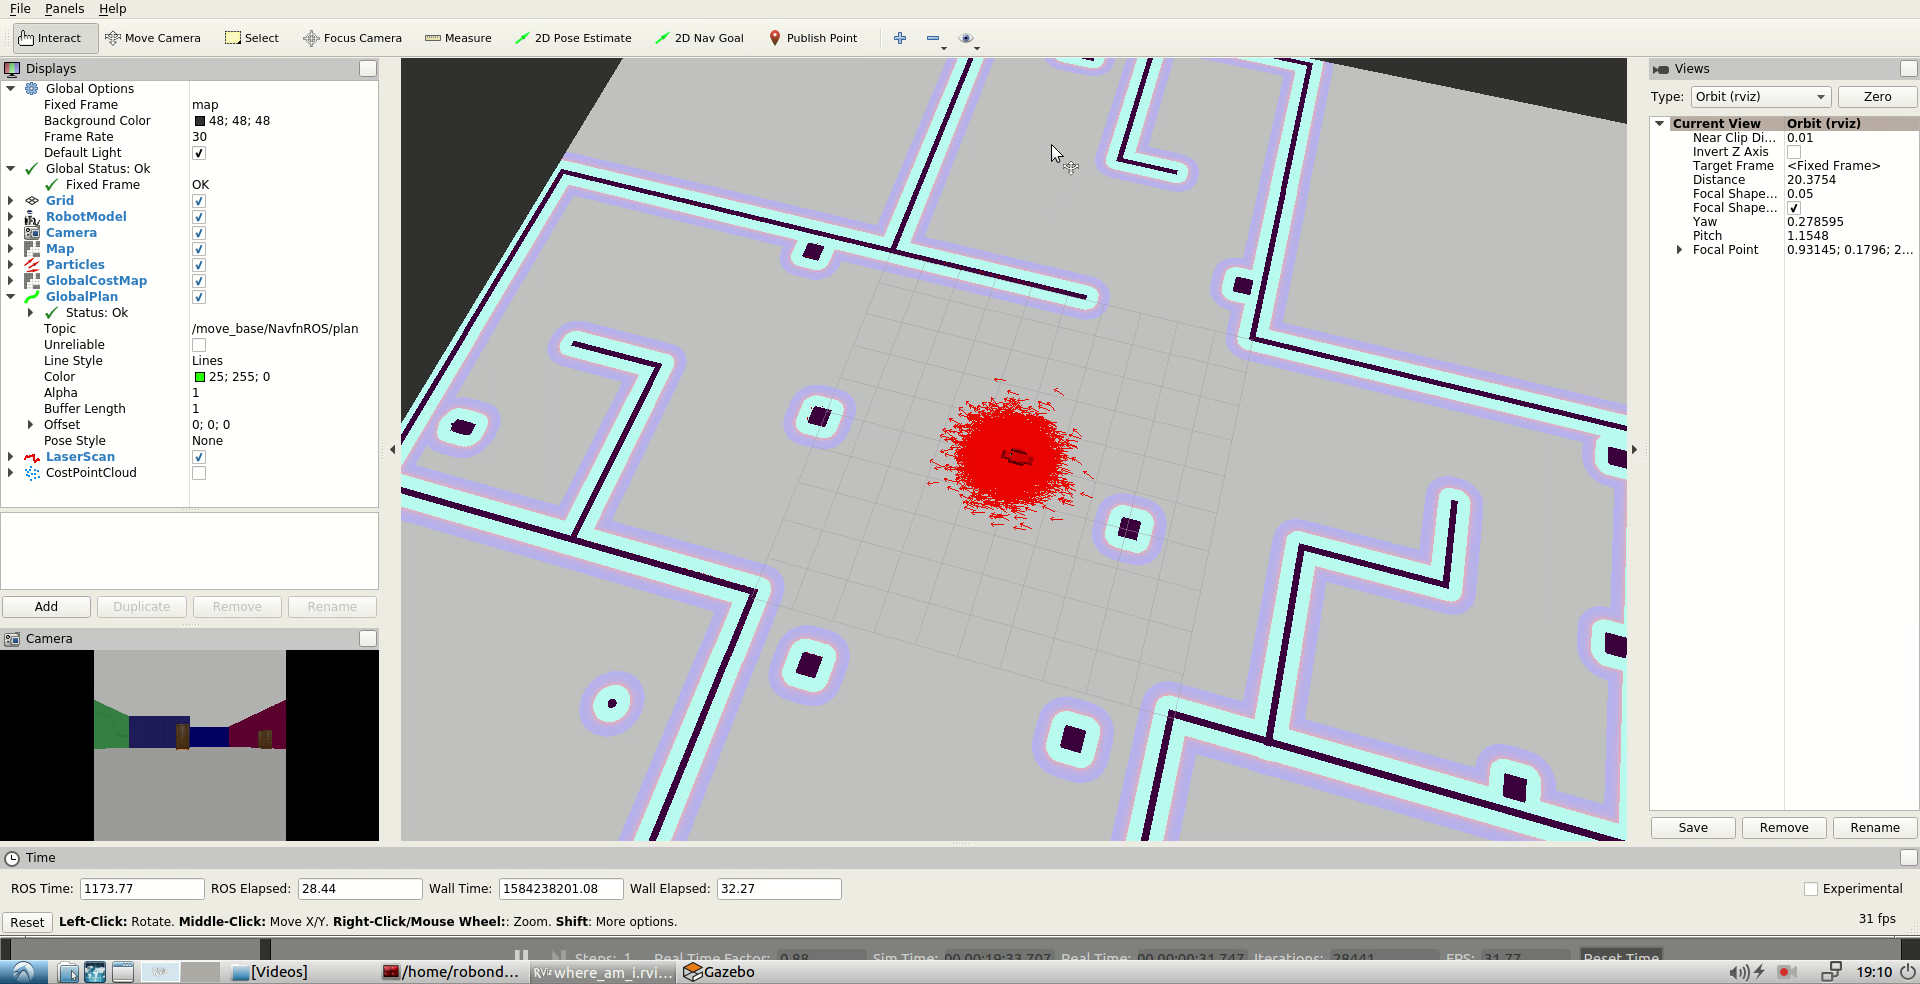 File Panels Help
Interact Move Camera Select Focus Camera Measure 2D Pose Estimate 2D Nav Goal Publish Point
Displays
Global Options
Fixed Frame map
Background Color 48; 48; 48
Frame Rate 30
Default Light
Global Status: Ok
Fixed Frame OK
Grid
RobotModel
Camera
Map
Particles
GlobalCostMap
GlobalPlan
Status: Ok
Topic /move_base/NavfnROS/plan
Unreliable
Line Style Lines
Color 25; 255; 0
Alpha 1
Buffer Length 1
Offset 0; 0; 0
Pose Style None
LaserScan
CostPointCloud
Add Duplicate Remove Rename
Camera
Views
Type: Orbit (rviz) Zero
Current View Orbit (rviz)
Near Clip Di... 0.01
Invert Z Axis
Target Frame <Fixed Frame>
Distance 20.3754
Focal Shape... 0.05
Focal Shape...
Yaw 0.278595
Pitch 1.1548
Focal Point 0.93145; 0.1796; 2...
Save Remove Rename
Time
ROS Time: 1173.77 ROS Elapsed: 28.44 Wall Time: 1584238201.08 Wall Elapsed: 32.27 Experimental
Reset Left-Click: Rotate. Middle-Click: Move X/Y. Right-Click/Mouse Wheel:: Zoom. Shift: More options. 31 fps
Steps: 1 Real Time Factor: 0.88 Sim Time: 00 00:19:33.707 Real Time: 00 00:00:31.747 Iterations: 28441 FPS: 31.77 Reset Time
[Videos] /home/robond... where_am_i.rvi... Gazebo 19:10